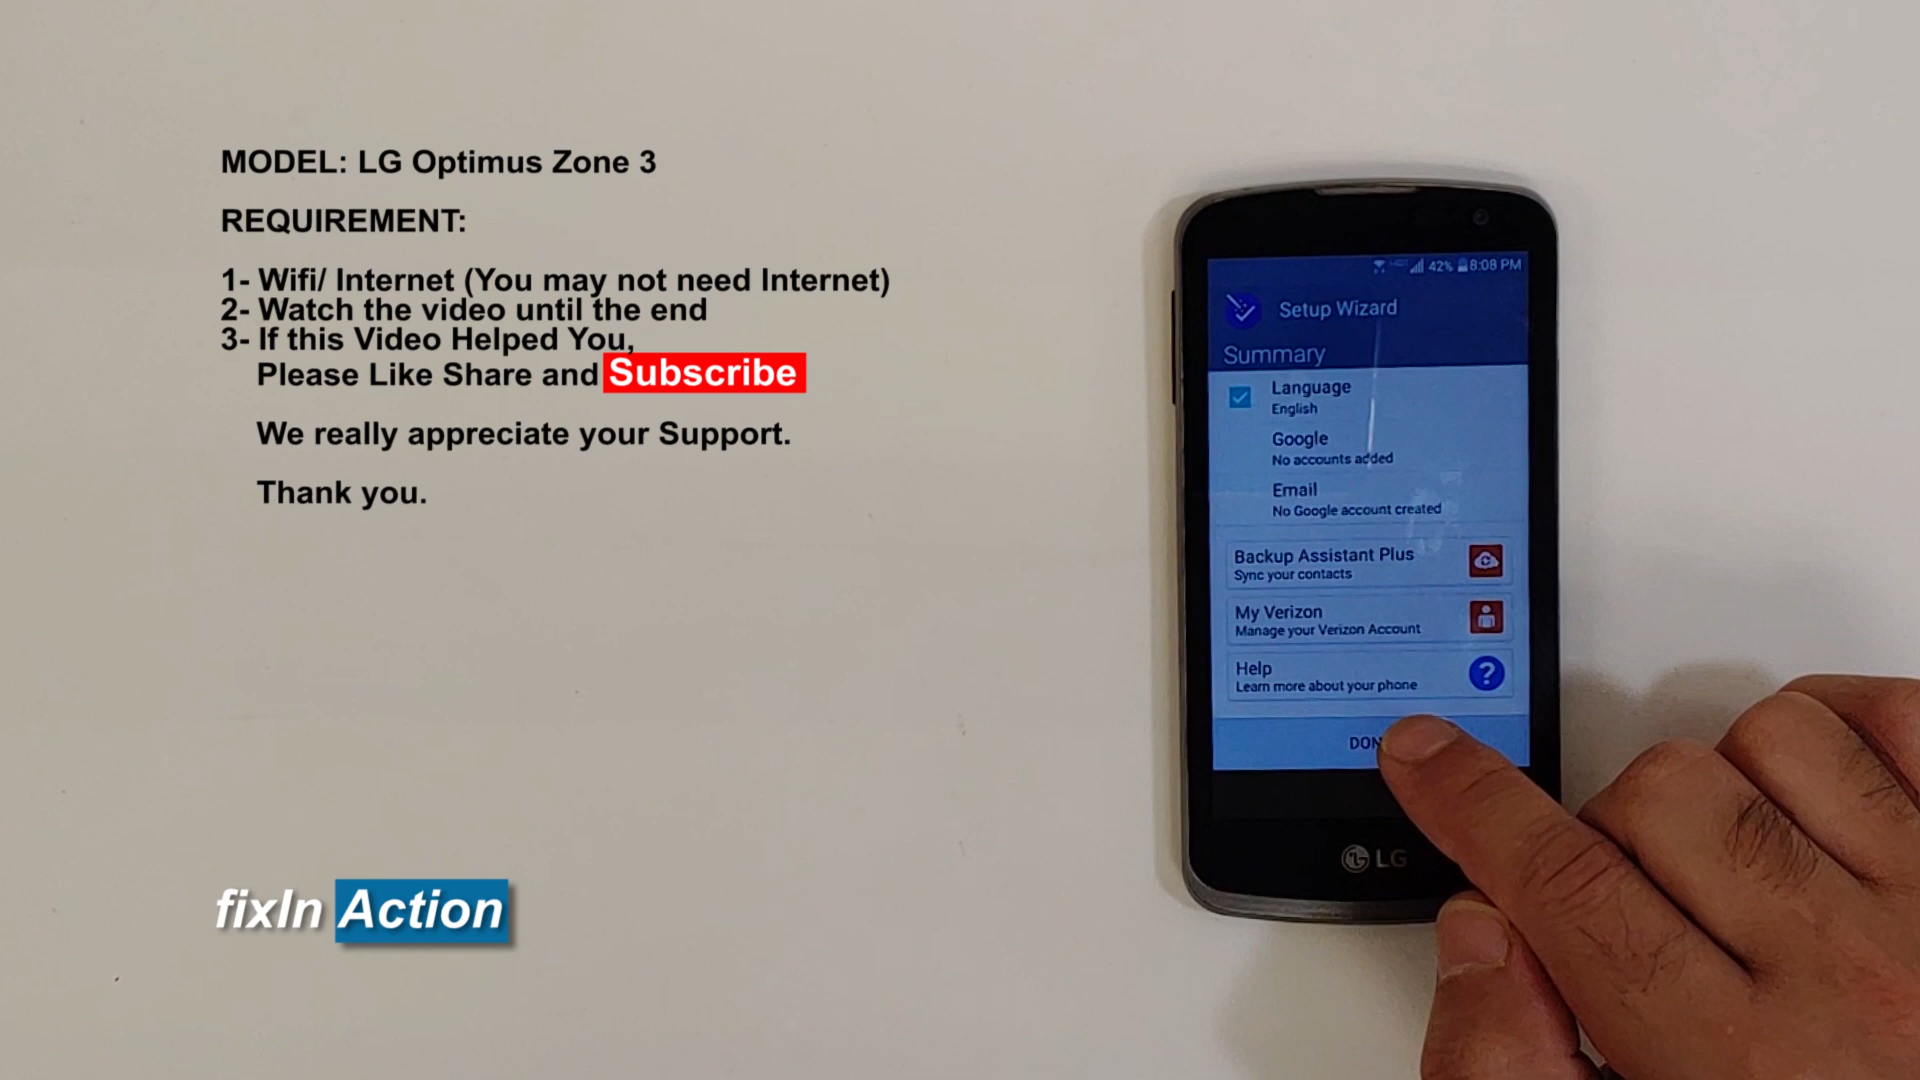 MODEL: LG Optimus Zone 3
REQUIREMENT:
1- Wifi/ Internet (You may not need Internet)
2- Watch the video until the end
3- If this Video Helped You,
Please Like Share and Subscribe
We really appreciate your Support.
Thank you.
fixIn Action
42% 8:08 PM
Setup Wizard
Summary
Language
English
Google
No accounts added
Email
No Google account created
Backup Assistant Plus
Sync your contacts
My Verizon
Manage your Verizon Account
Help
Learn more about your phone
?
DON
LG